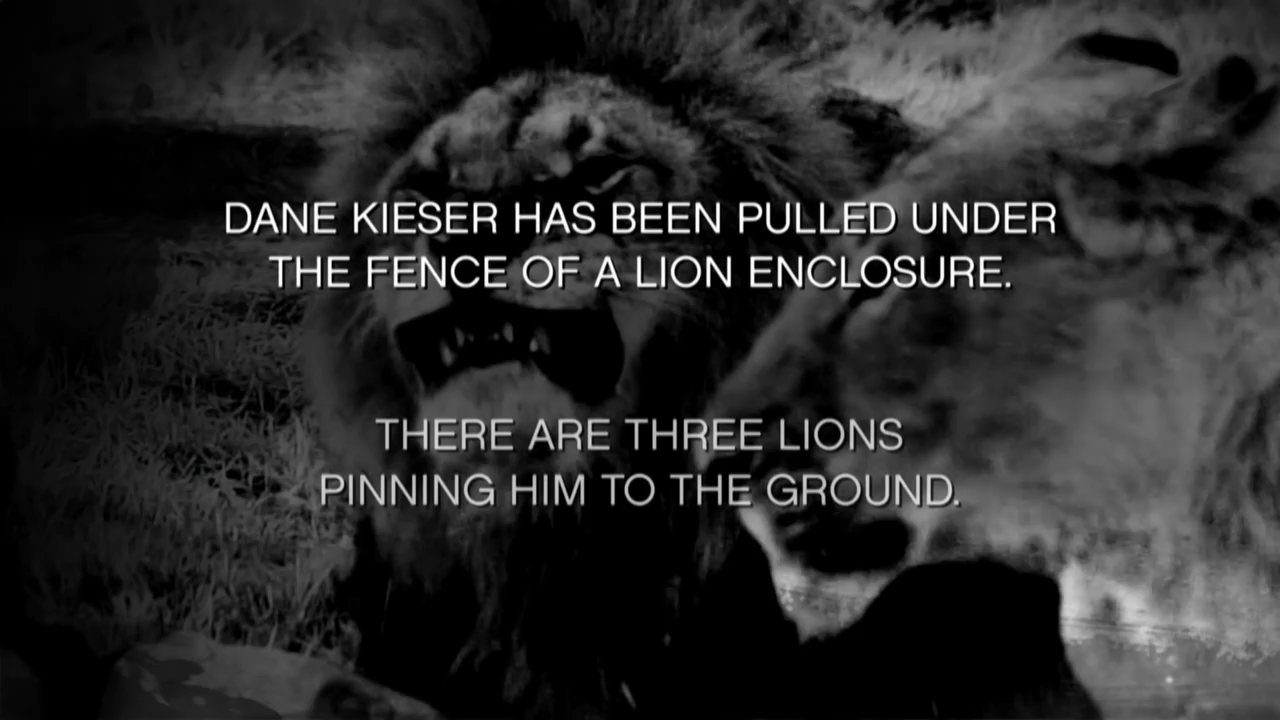 DANE KIESER HAS BEEN PULLED UNDER
THE FENCE OF A LION ENCLOSURE.
THERE ARE THREE LIONS
PINNING HIM TO THE GROUND.